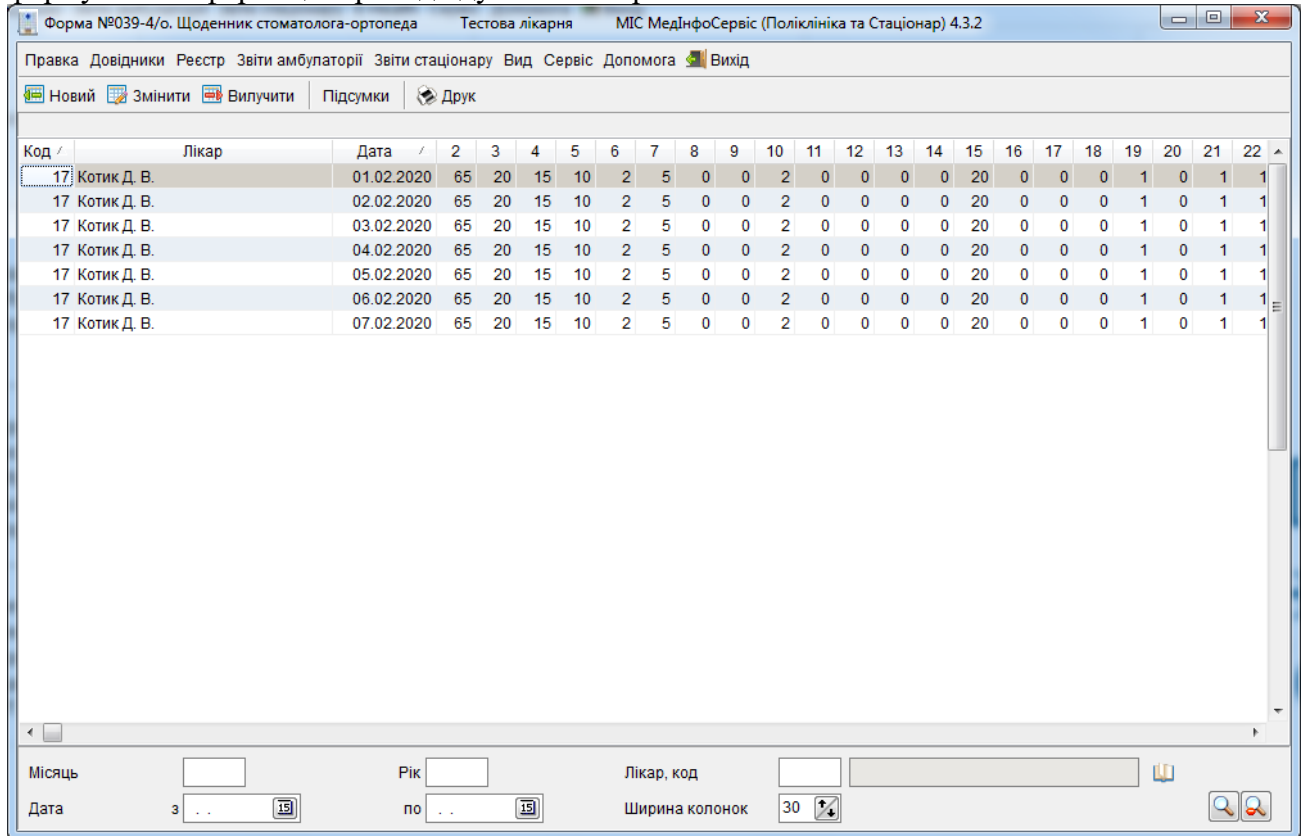 Форма №039-4/о. Щоденник стоматолога-ортопеда Тестова лікарня МІС МедІнфоСервіс (Поліклініка та Стаціонар) 4.3.2
Правка Довідники Реєстр Звіти амбулаторії Звіти стаціонару Вид Сервіс Допомога Вихід
Новий Змінити Вилучити Підсумки Друк
Код Лікар Дата 2 3 4 5 6 7 8 9 10 11 12 13 14 15 16 17 18 19 20 21 22
17 Котик Д. В. 01.02.2020 65 20 15 10 2 5 0 0 2 0 0 0 0 20 0 0 0 1 0 1 1
17 Котик Д. В. 02.02.2020 65 20 15 10 2 5 0 0 2 0 0 0 0 20 0 0 0 1 0 1 1
17 Котик Д. В. 03.02.2020 65 20 15 10 2 5 0 0 2 0 0 0 0 20 0 0 0 1 0 1 1
17 Котик Д. В. 04.02.2020 65 20 15 10 2 5 0 0 2 0 0 0 0 20 0 0 0 1 0 1 1
17 Котик Д. В. 05.02.2020 65 20 15 10 2 5 0 0 2 0 0 0 0 20 0 0 0 1 0 1 1
17 Котик Д. В. 06.02.2020 65 20 15 10 2 5 0 0 2 0 0 0 0 20 0 0 0 1 0 1 1
17 Котик Д. В. 07.02.2020 65 20 15 10 2 5 0 0 2 0 0 0 0 20 0 0 0 1 0 1 1
Місяць Рік Лікар, код
Дата з . . 15 по . . 15 Ширина колонок 30